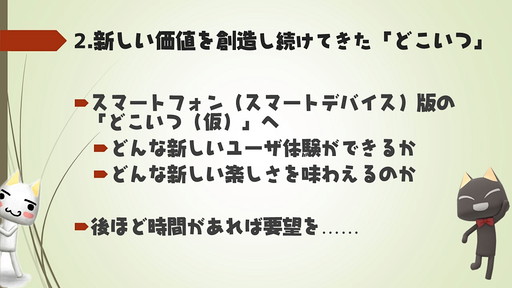 2.新しい価値を創造し続けてきた「どこいつ」
スマートフォン（スマートデバイス）版の
「どこいつ（仮）」へ
どんな新しいユーザ体験ができるか
どんな新しい楽しさを味わえるのか
後ほど時間があれば要望を……